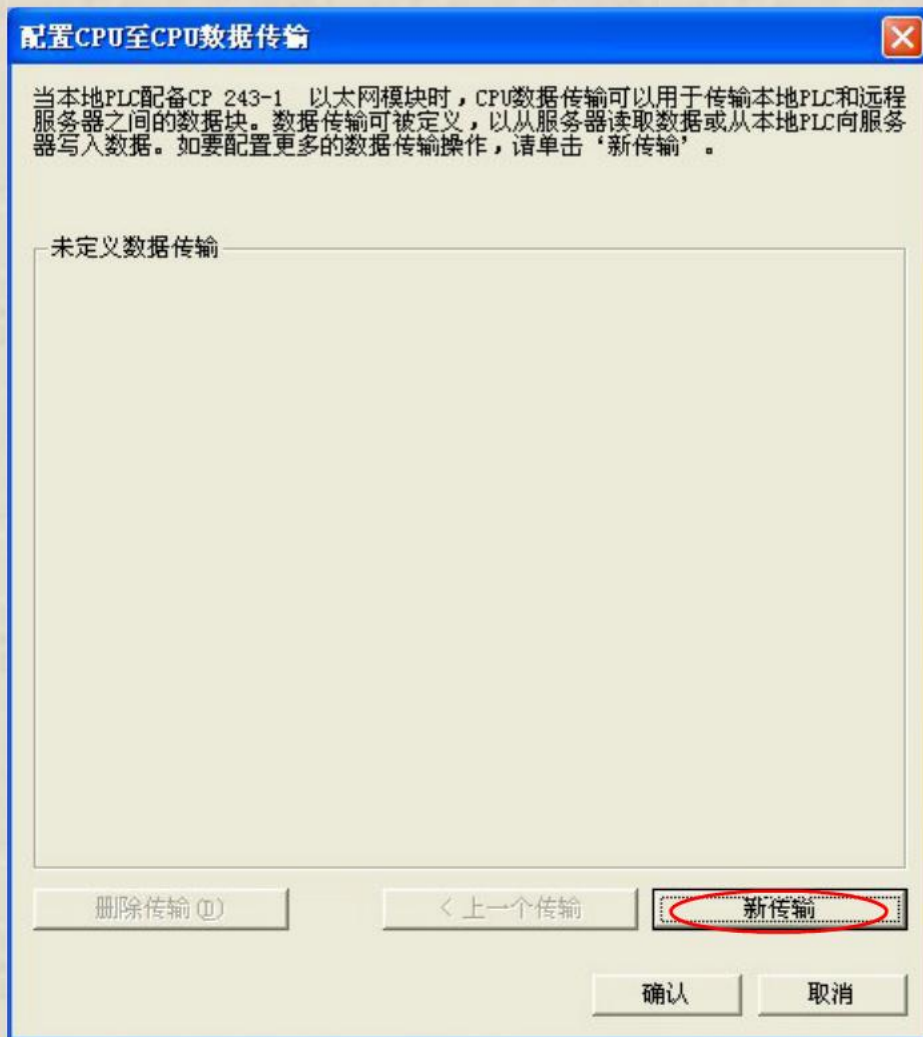 配置CPU至CPU数据传输
当本地PLC配备CP 243-1 以太网模块时，CPU数据传输可以用于传输本地PLC和远程
服务器之间的数据块。数据传输可被定义，以从服务器读取数据或从本地PLC向服务
器写入数据。如要配置更多的数据传输操作，请单击‘新传输’。
未定义数据传输
删除传输(D)
< 上一个传输
新传输
确认
取消